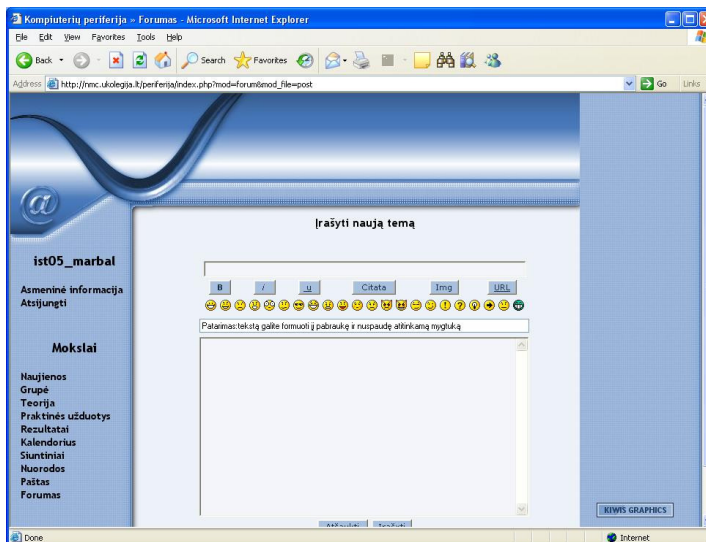 Kompiuterių periferija » Forumas - Microsoft Internet Explorer
File Edit View Favorites Tools Help
Back Search Favorites
Address http://nmc.ukolegija.lt/periferija/index.php?mod=forum&mod_file=post Go Links
Įrašyti naują temą
ist05_marbal
Asmeninė informacija
Atsijungti
B i u Citata Img URL
Patarimas:tekstą galite formuoti jį pabraukę ir nuspaudę atitinkamą mygtuką
Mokslai
Naujienos
Grupė
Teorija
Praktinės užduotys
Rezultatai
Kalendorius
Siuntiniai
Nuorodos
Paštas
Forumas
KIWIS GRAPHICS
Atšaukti Įrašyti
Done Internet